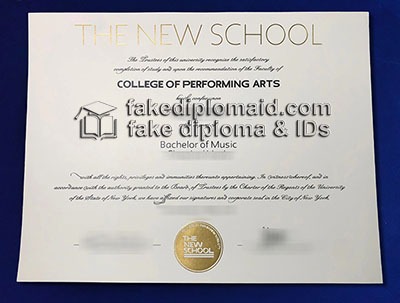 THE NEW SCHOOL
The Trustees of this university recognize the satisfactory
completion of study and upon the recommendation of the Faculty of
COLLEGE OF PERFORMING ARTS
hereby confer upon
fakediplomaid.com
fake diploma & IDs
Bachelor of Music
with all the rights, privileges and immunities thereunto appertaining. In witness whereof, and in
accordance with the authority granted to the Board of Trustees by the Charter of the Regents of the University
of the State of New York, we have affixed our signatures and corporate seal in the City of New York.
THE
NEW
SCHOOL